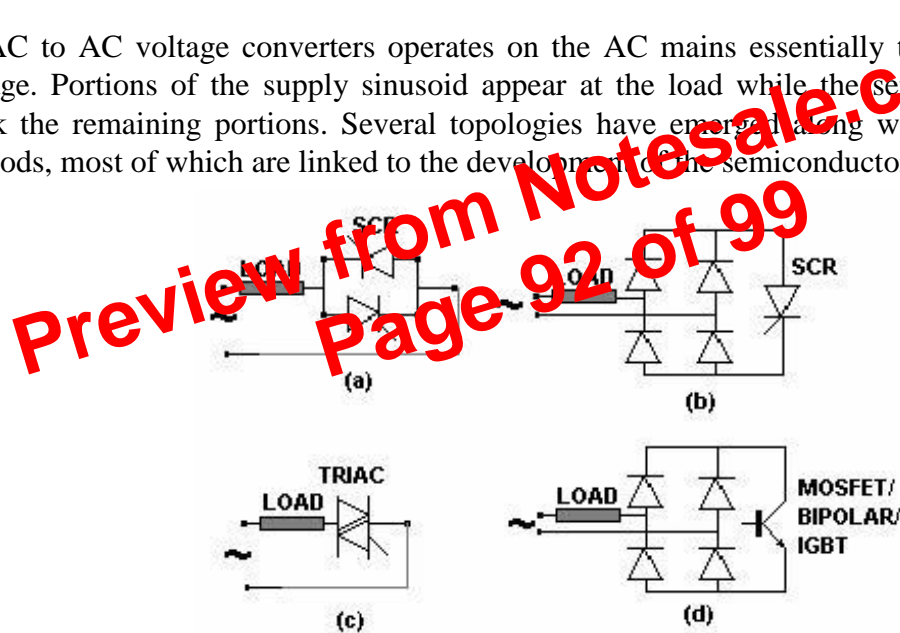 AC to AC voltage converters operates on the AC mains essentially
ge. Portions of the supply sinusoid appear at the load while the
k the remaining portions. Several topologies have emerged along
ods, most of which are linked to the development of the semiconductor
Preview from Notesale.c
Page 92 of 99
SCR
LOAD
(a)
LOAD
SCR
(b)
TRIAC
LOAD
(c)
LOAD
MOSFET/
BIPOLAR/
IGBT
(d)